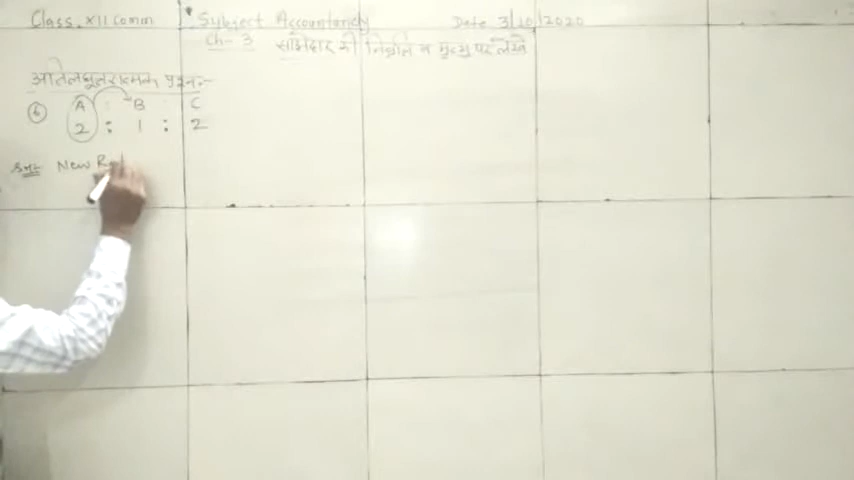 Class. XII Comm Subject Accountancy Date 3/10/2020
Ch- 3 साझेदार की निवृत्ति व मृत्यु पर लेखे
अतिलघूत्तरात्मक प्रश्न:-
6 A : B C
2 : 1 : 2
New Rat